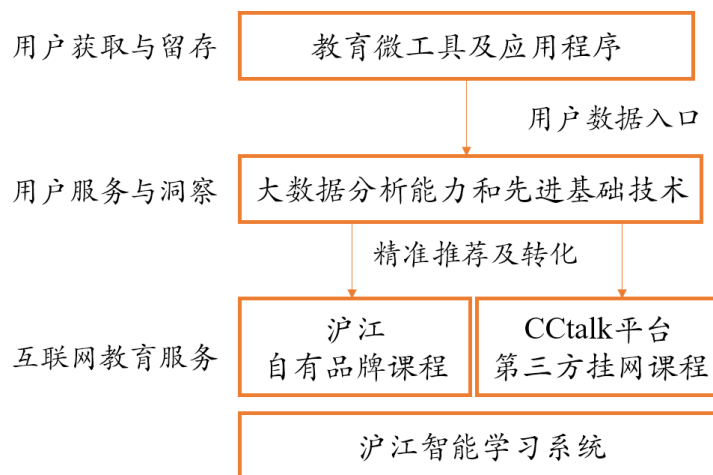 用户获取与留存
教育微工具及应用程序
用户数据入口
用户服务与洞察
大数据分析能力和先进基础技术
精准推荐及转化
互联网教育服务
沪江
自有品牌课程
CCtalk平台
第三方挂网课程
沪江智能学习系统